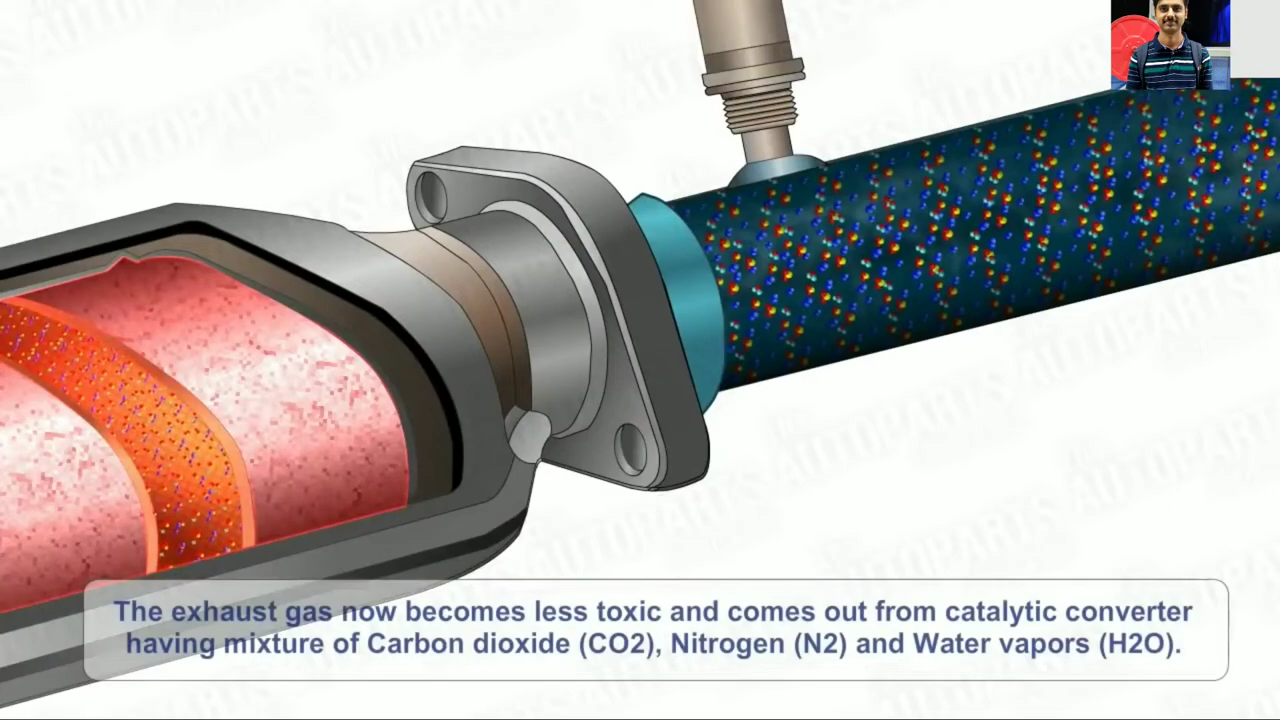 AUTOPARTS
The exhaust gas now becomes less toxic and comes out from catalytic converter
having mixture of Carbon dioxide (CO2), Nitrogen (N2) and Water vapors (H2O).